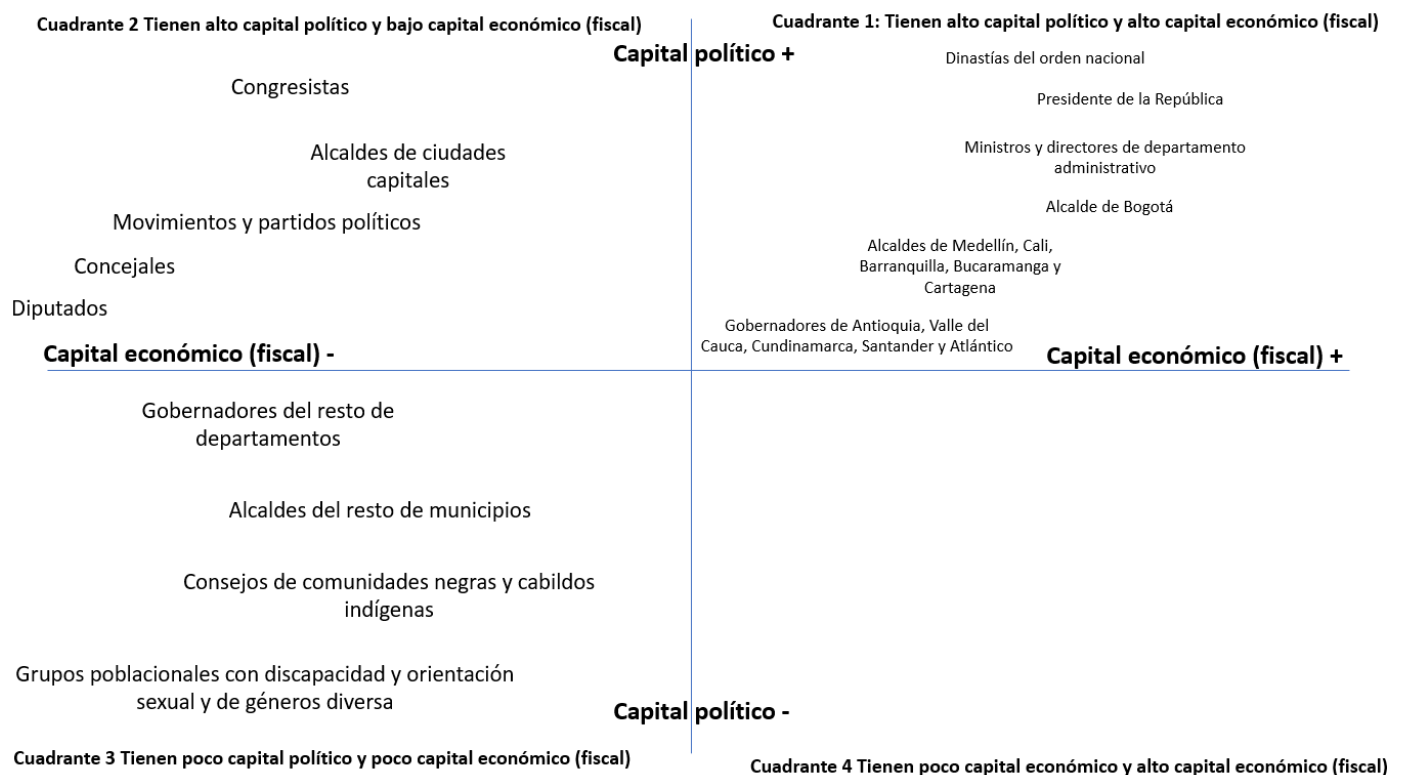 Cuadrante 2 Tienen alto capital político y bajo capital económico (fiscal)
Cuadrante 1: Tienen alto capital político y alto capital económico (fiscal)
Capital político +
Congresistas
Alcaldes de ciudades
capitales
Movimientos y partidos políticos
Concejales
Diputados
Capital económico (fiscal) -
Dinastías del orden nacional
Presidente de la República
Ministros y directores de departamento
administrativo
Alcalde de Bogotá
Alcaldes de Medellín, Cali,
Barranquilla, Bucaramanga y
Cartagena
Gobernadores de Antioquia, Valle del
Cauca, Cundinamarca, Santander y Atlántico
Capital económico (fiscal) +
Gobernadores del resto de
departamentos
Alcaldes del resto de municipios
Consejos de comunidades negras y cabildos
indígenas
Grupos poblacionales con discapacidad y orientación
sexual y de géneros diversa
Capital político -
Cuadrante 3 Tienen poco capital político y poco capital económico (fiscal)
Cuadrante 4 Tienen poco capital económico y alto capital económico (fiscal)